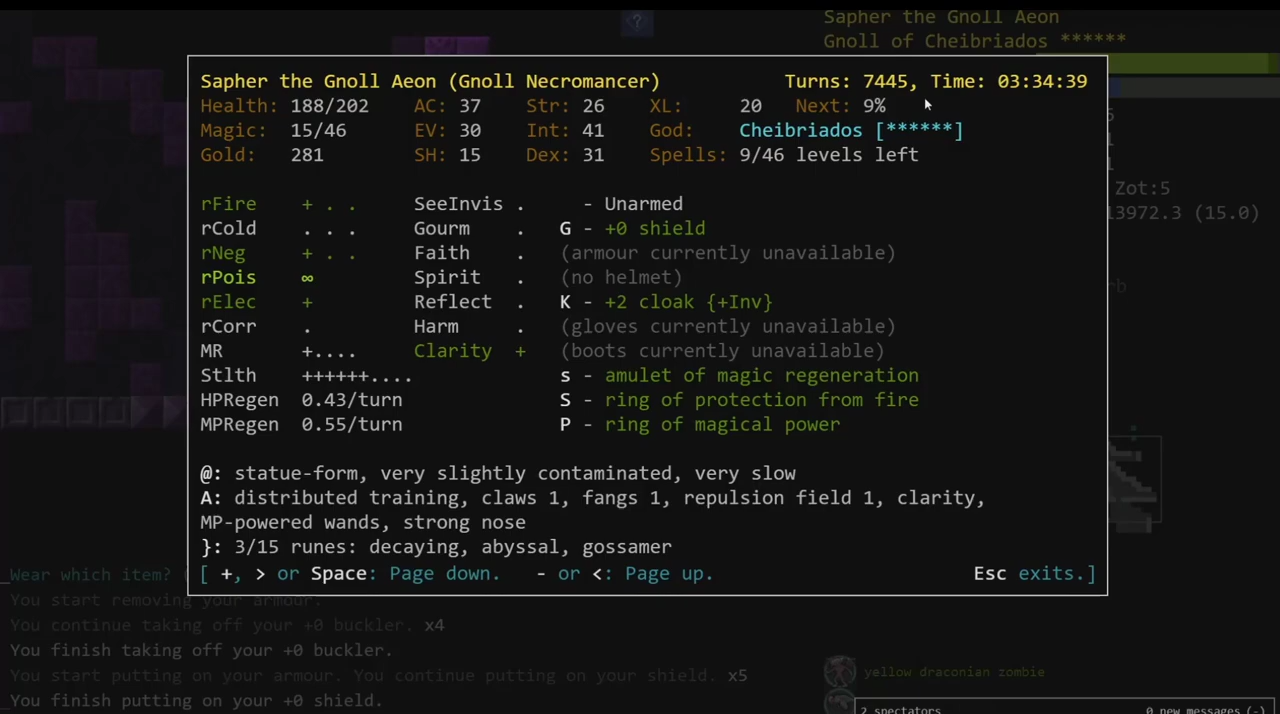 ?
Sapher the Gnoll Aeon
Gnoll of Cheibriados ******
Sapher the Gnoll Aeon (Gnoll Necromancer) Turns: 7445, Time: 03:34:39
Health: 188/202 AC: 37 Str: 26 XL: 20 Next: 9%
Magic: 15/46 EV: 30 Int: 41 God: Cheibriados [******]
Gold: 281 SH: 15 Dex: 31 Spells: 9/46 levels left
Zot:5
13972.3 (15.0)
rFire + . . SeeInvis . - Unarmed
rCold . . . Gourm . G - +0 shield
rNeg + . . Faith . (armour currently unavailable)
rPois ∞ Spirit . (no helmet)
rElec + Reflect . K - +2 cloak {+Inv}
rCorr . Harm . (gloves currently unavailable)
MR +.... Clarity + (boots currently unavailable)
Stlth ++++++.... s - amulet of magic regeneration
HPRegen 0.43/turn S - ring of protection from fire
MPRegen 0.55/turn P - ring of magical power
@: statue-form, very slightly contaminated, very slow
A: distributed training, claws 1, fangs 1, repulsion field 1, clarity,
MP-powered wands, strong nose
}: 3/15 runes: decaying, abyssal, gossamer
[ +, > or Space: Page down. - or <: Page up. Esc exits.]
_Wear which item? (
You start removing your armour.
You continue taking off your +0 buckler. x4
You finish taking off your +0 buckler.
You start putting on your armour. You continue putting on your shield. x5
You finish putting on your +0 shield.
yellow draconian zombie
2 spectators 0 new messages (-)